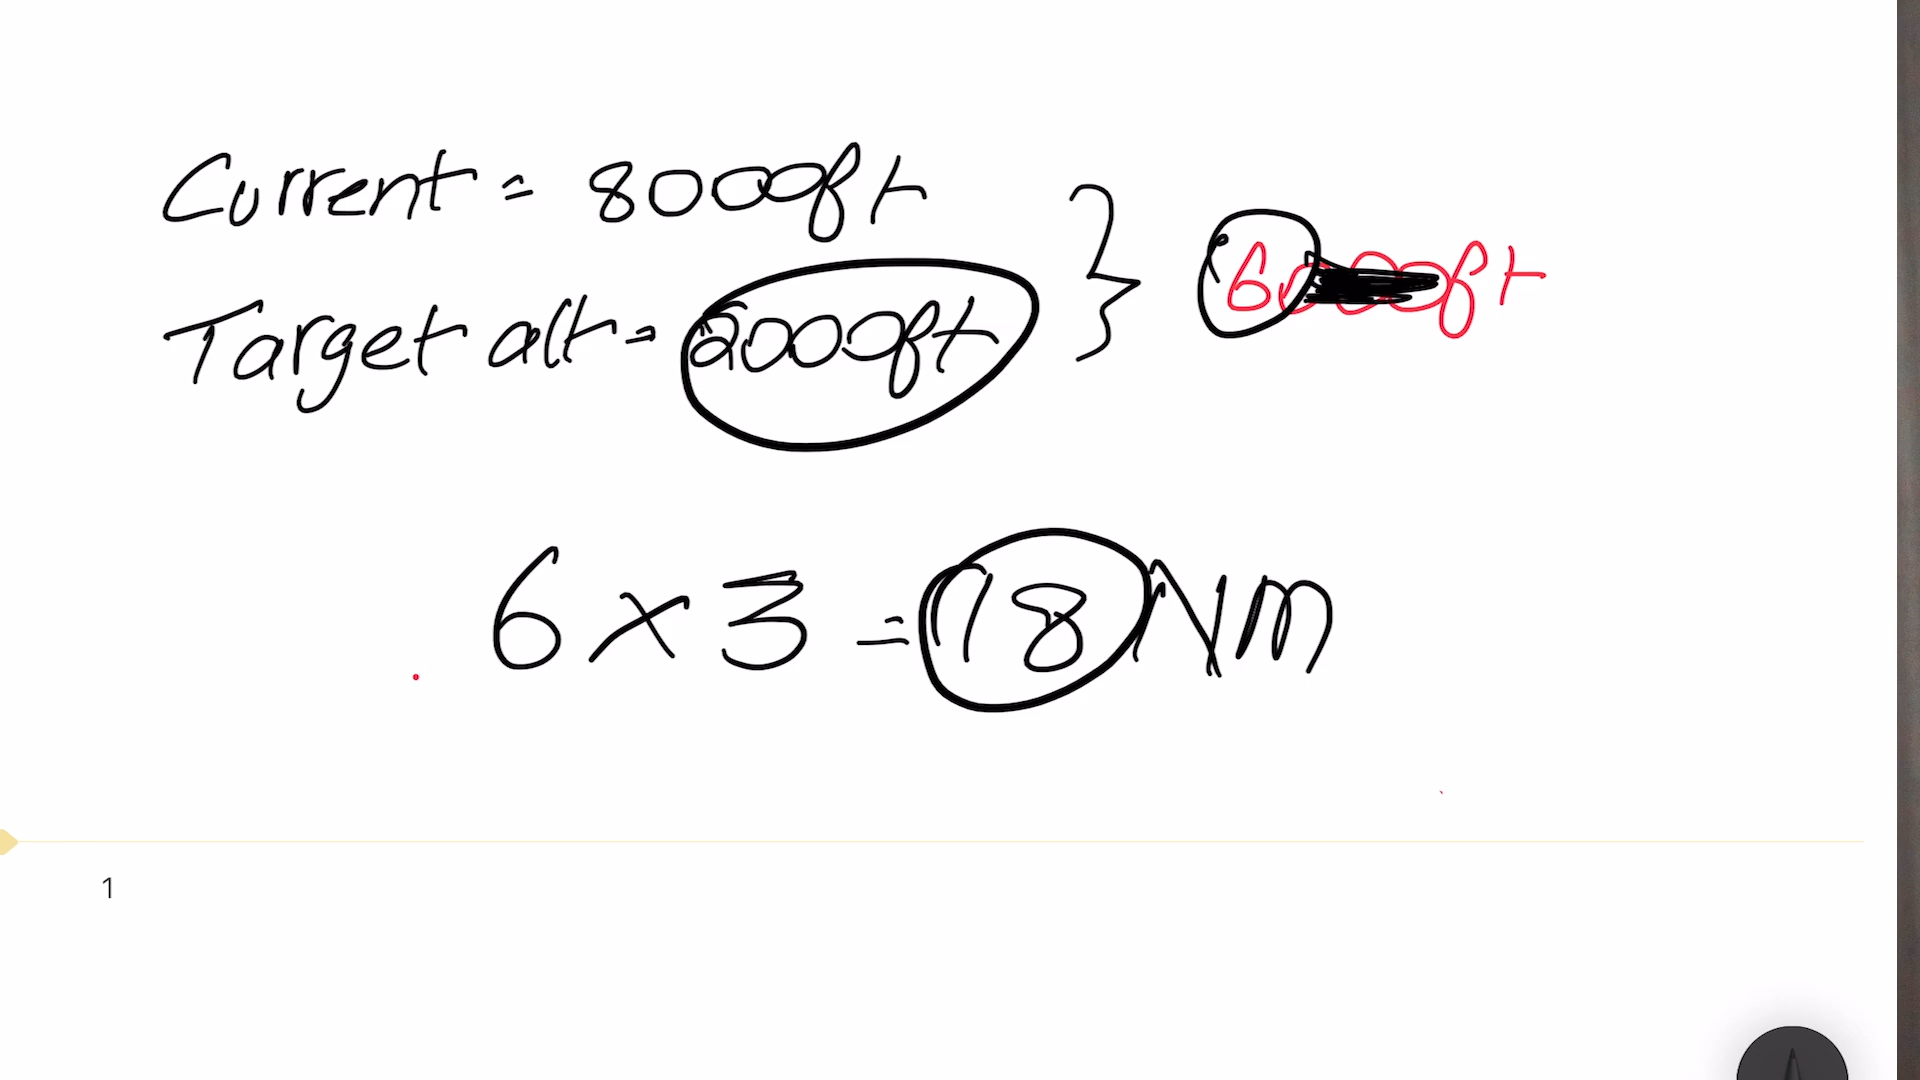 Current = 8000ft
Target alt = 2000ft
6000ft
6 x 3 = 18 Nm
1